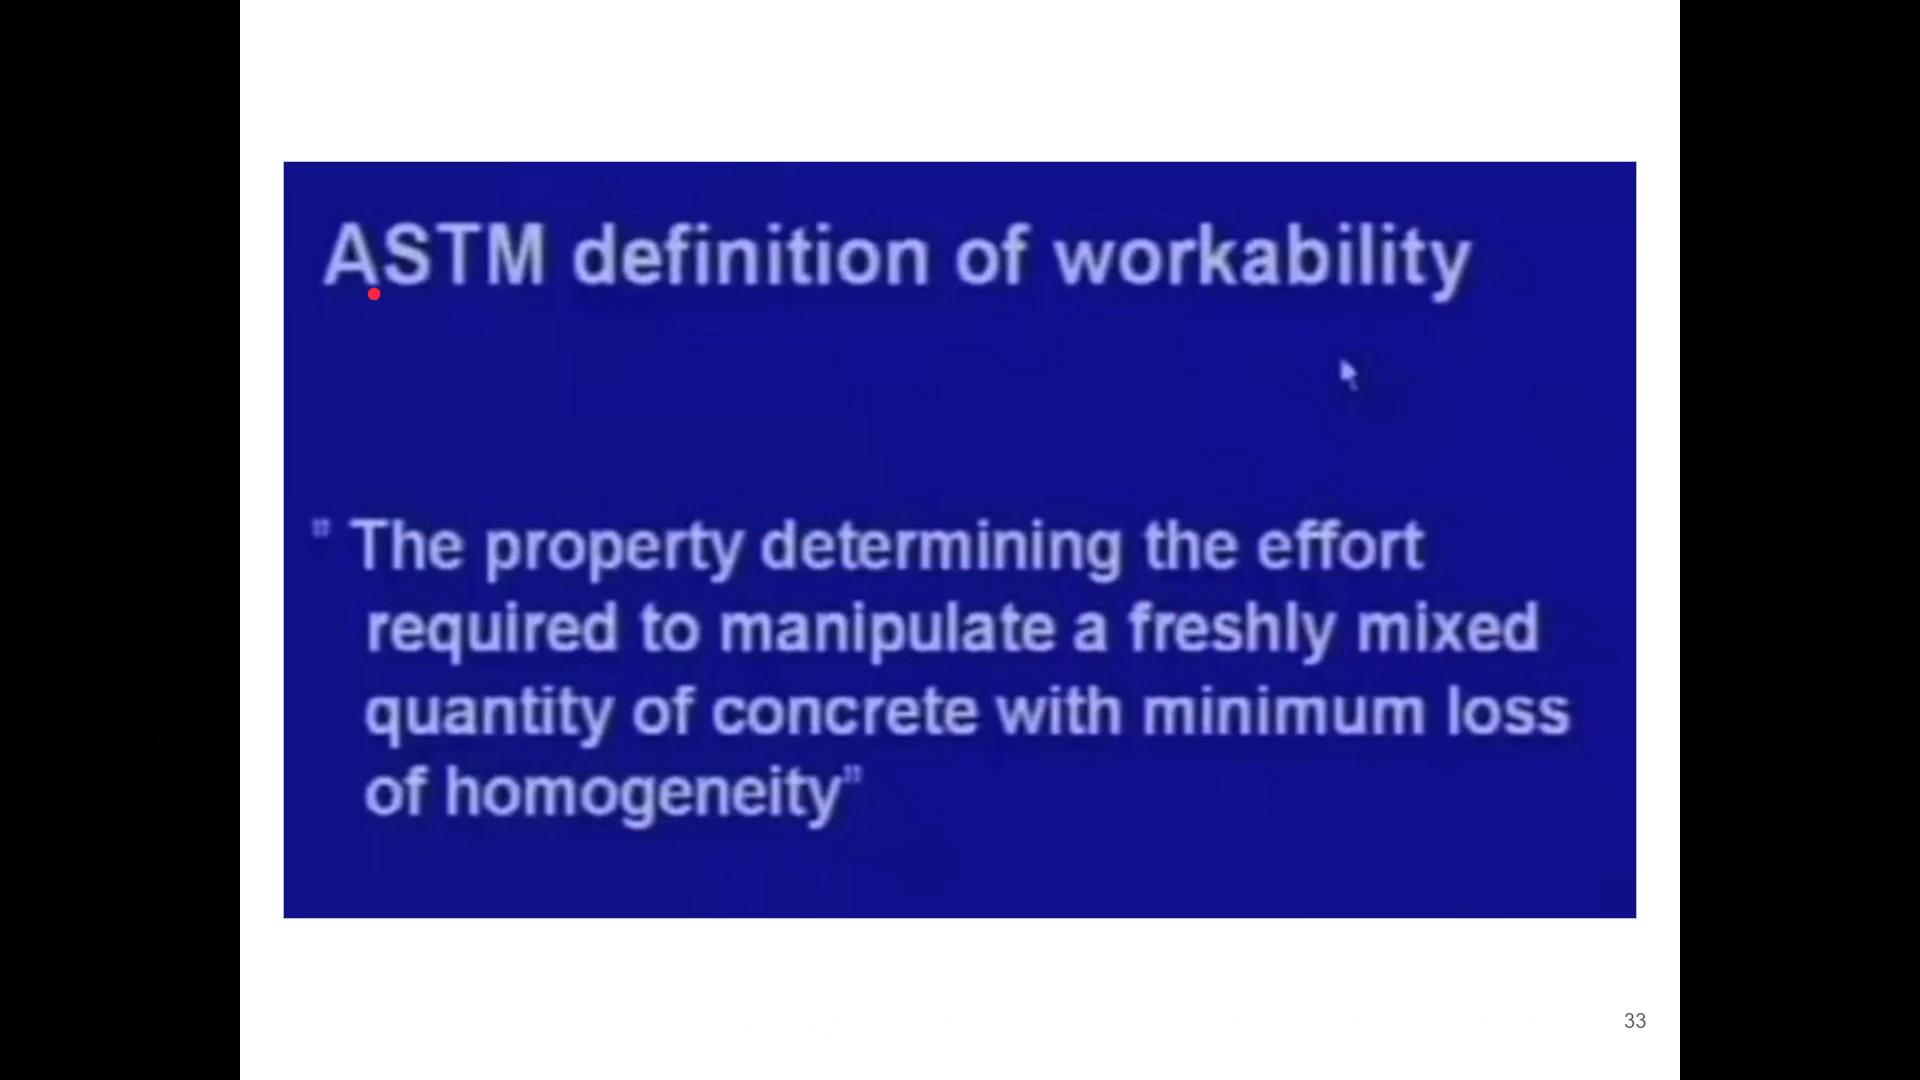 ASTM definition of workability
" The property determining the effort
required to manipulate a freshly mixed
quantity of concrete with minimum loss
of homogeneity"
33